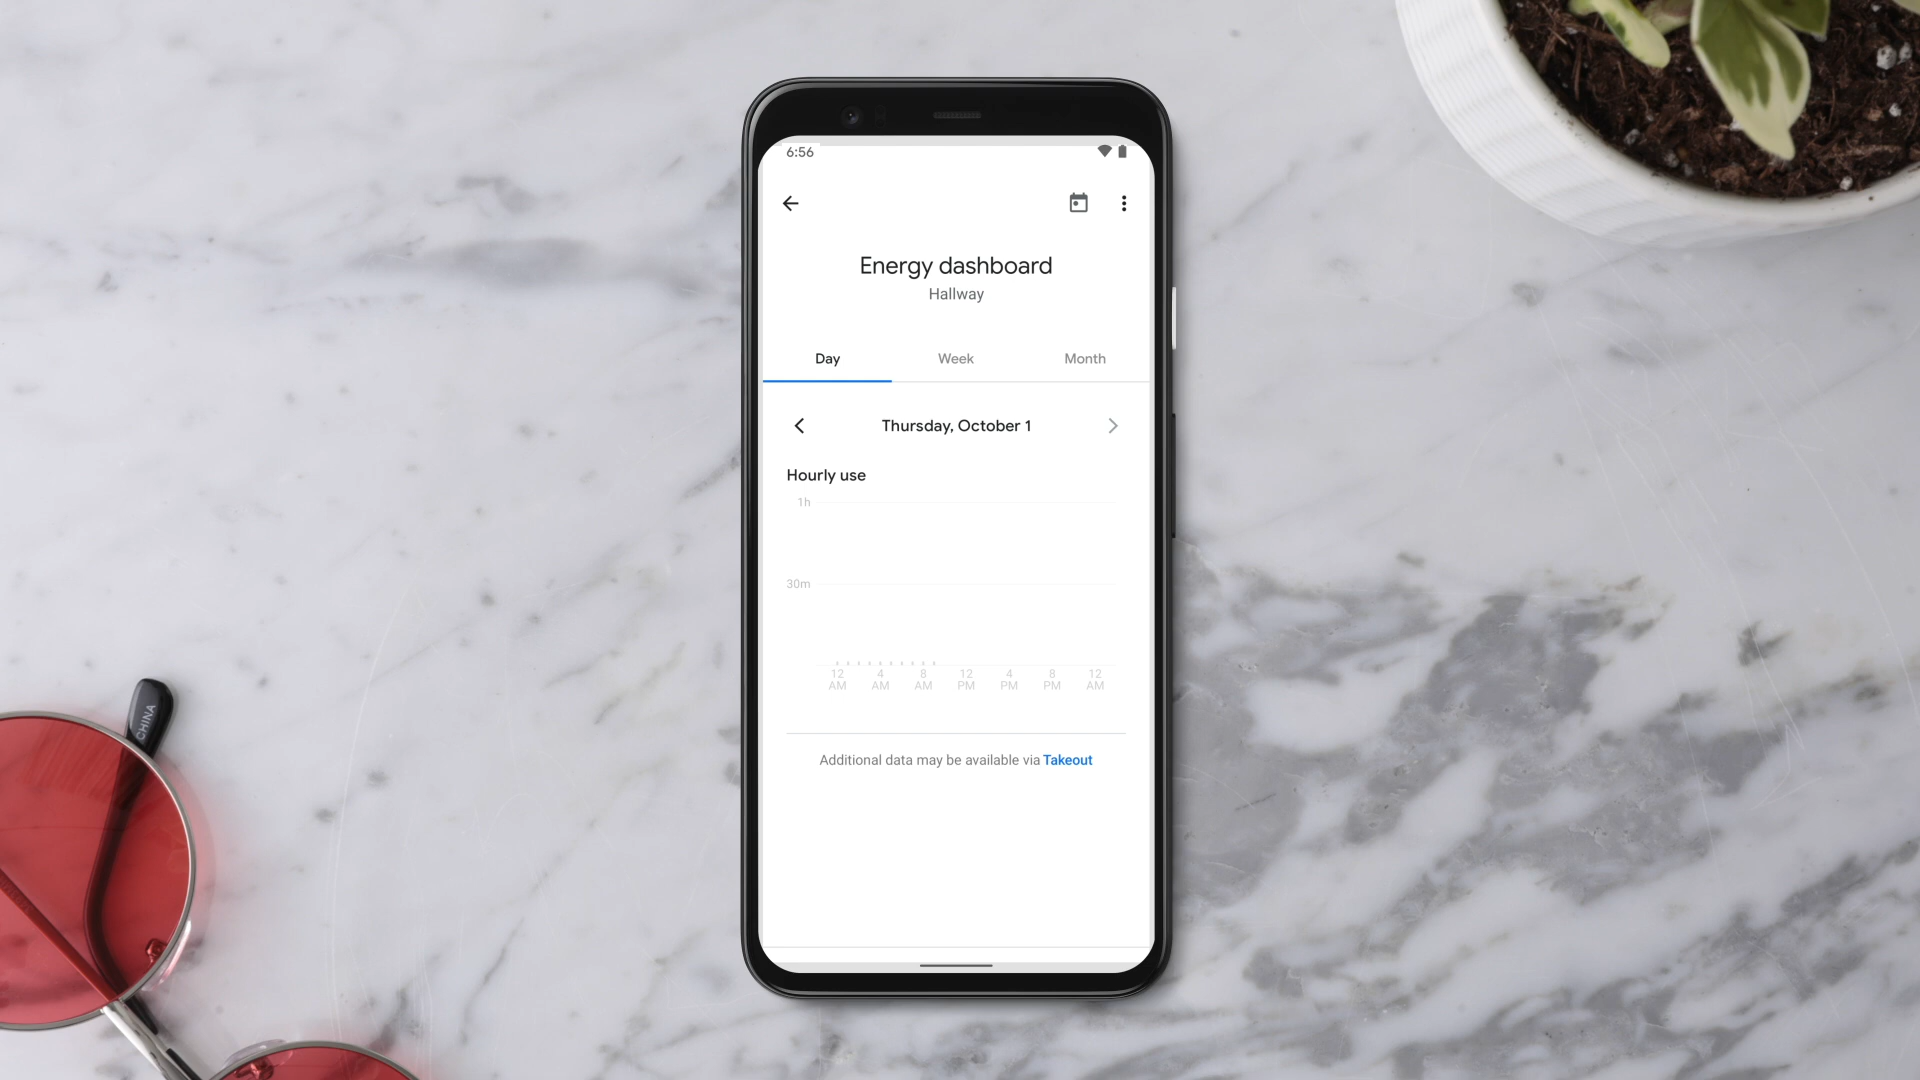 6:56
Energy dashboard
Hallway
Day Week Month
Thursday, October 1
Hourly use
1h
30m
12 AM 4 AM 8 AM 12 PM 4 PM 8 PM 12 AM
Additional data may be available via Takeout
CHINA